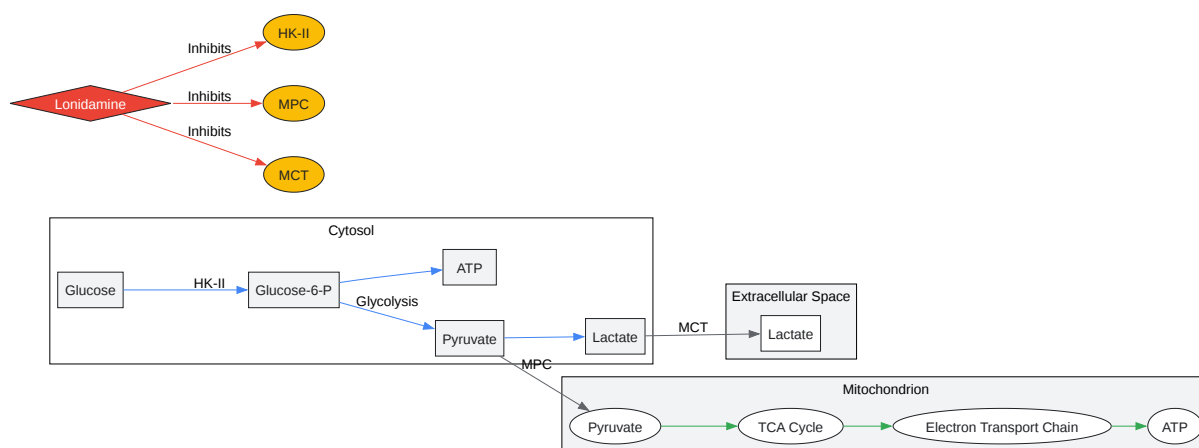 HK-II
Inhibits
Lonidamine
Inhibits
MPC
Inhibits
MCT
Cytosol
Glucose
HK-II
Glucose-6-P
ATP
Glycolysis
Pyruvate
Lactate
MCT
Extracellular Space
Lactate
MPC
Mitochondrion
Pyruvate
TCA Cycle
Electron Transport Chain
ATP